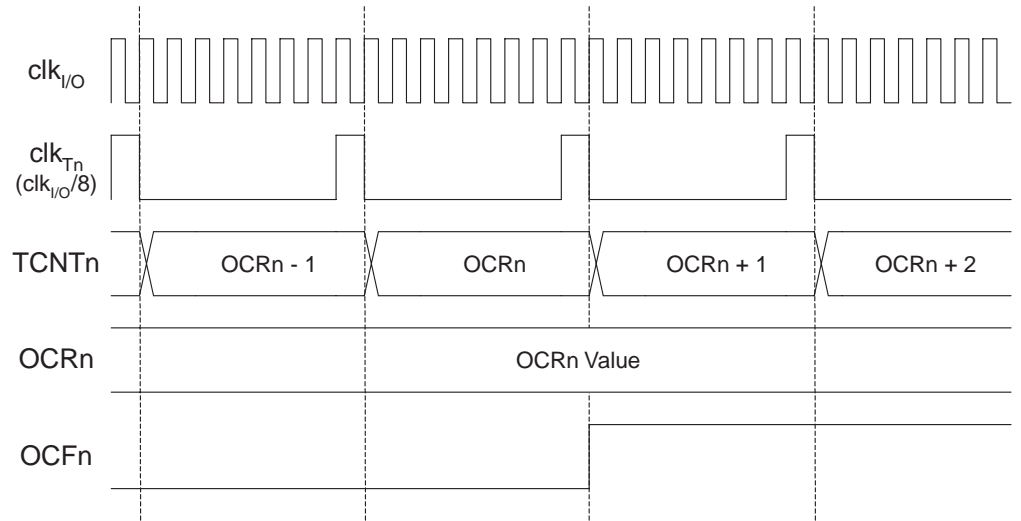 clkI/O
clkTn
(clkI/O/8)
TCNTn
OCRn - 1
OCRn
OCRn + 1
OCRn + 2
OCRn
OCRn Value
OCFn